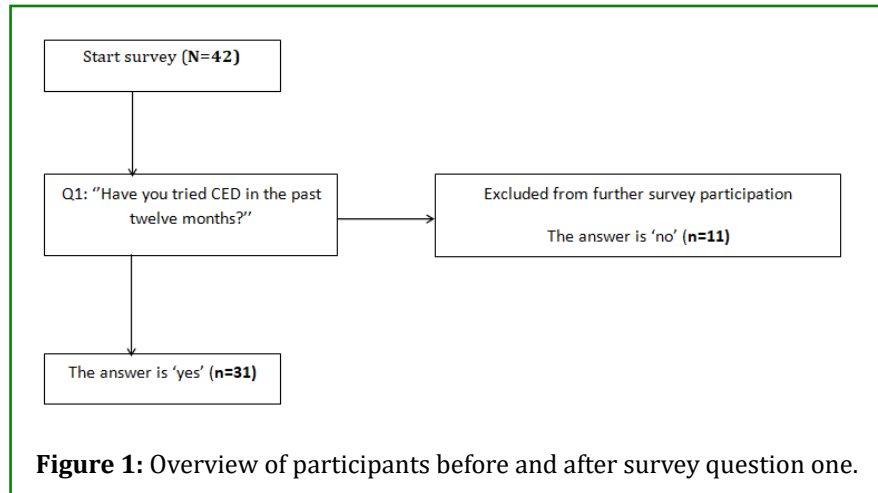 Start survey (N=42)
Q1: ‘’Have you tried CED in the past
twelve months?’’
Excluded from further survey participation
The answer is ‘no’ (n=11)
The answer is ‘yes’ (n=31)
Figure 1: Overview of participants before and after survey question one.